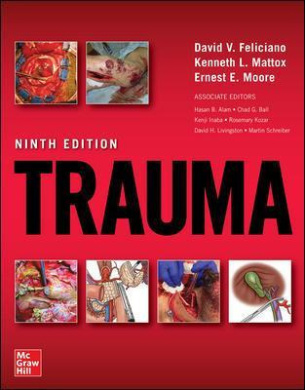 David V. Feliciano
Kenneth L. Mattox
Ernest E. Moore
ASSOCIATE EDITORS
Hasan B. Alam • Chad G. Ball
Kenji Inaba • Rosemary Kozar
David H. Livingston • Martin Schreiber
NINTH EDITION
TRAUMA
Mc
Graw
Hill